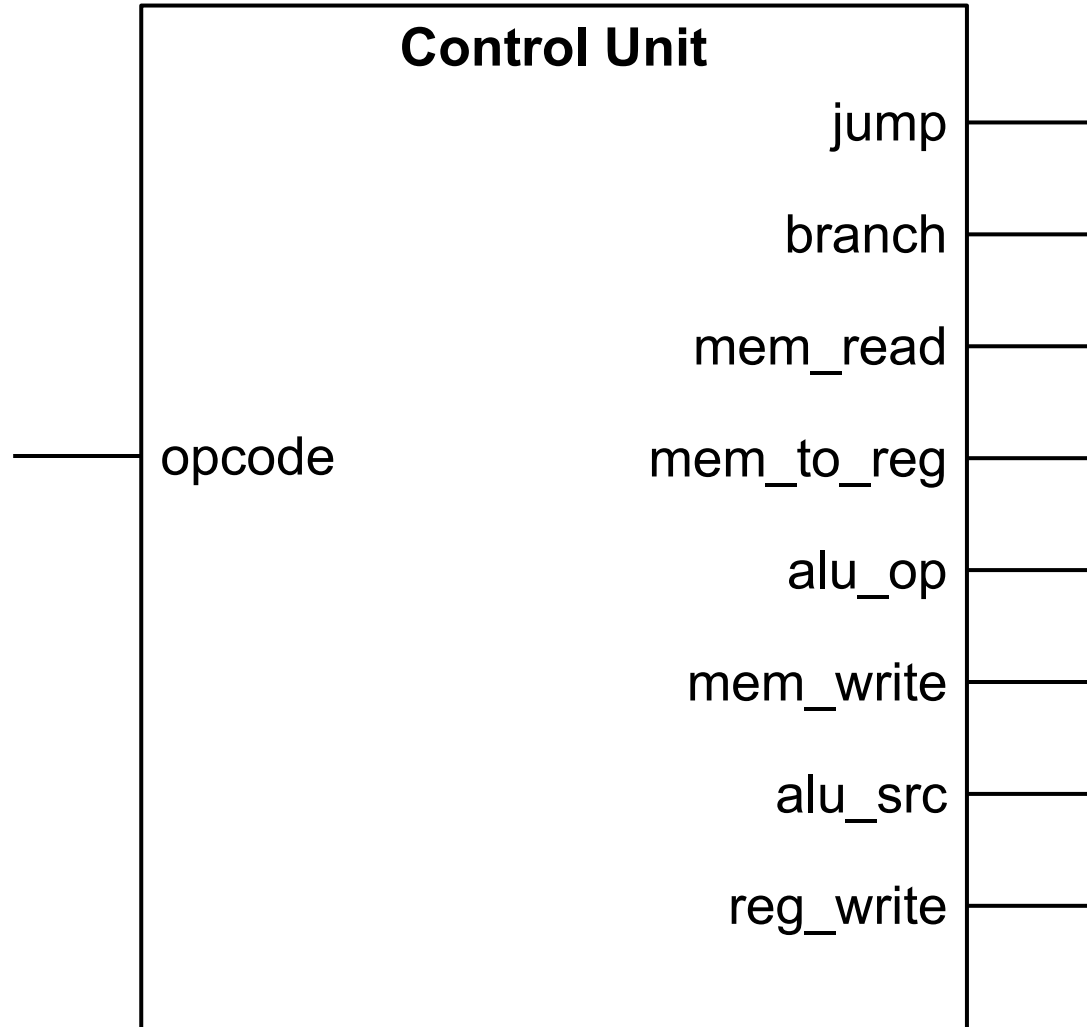 Control Unit
jump
branch
mem_read
opcode
mem_to_reg
alu_op
mem_write
alu_src
reg_write